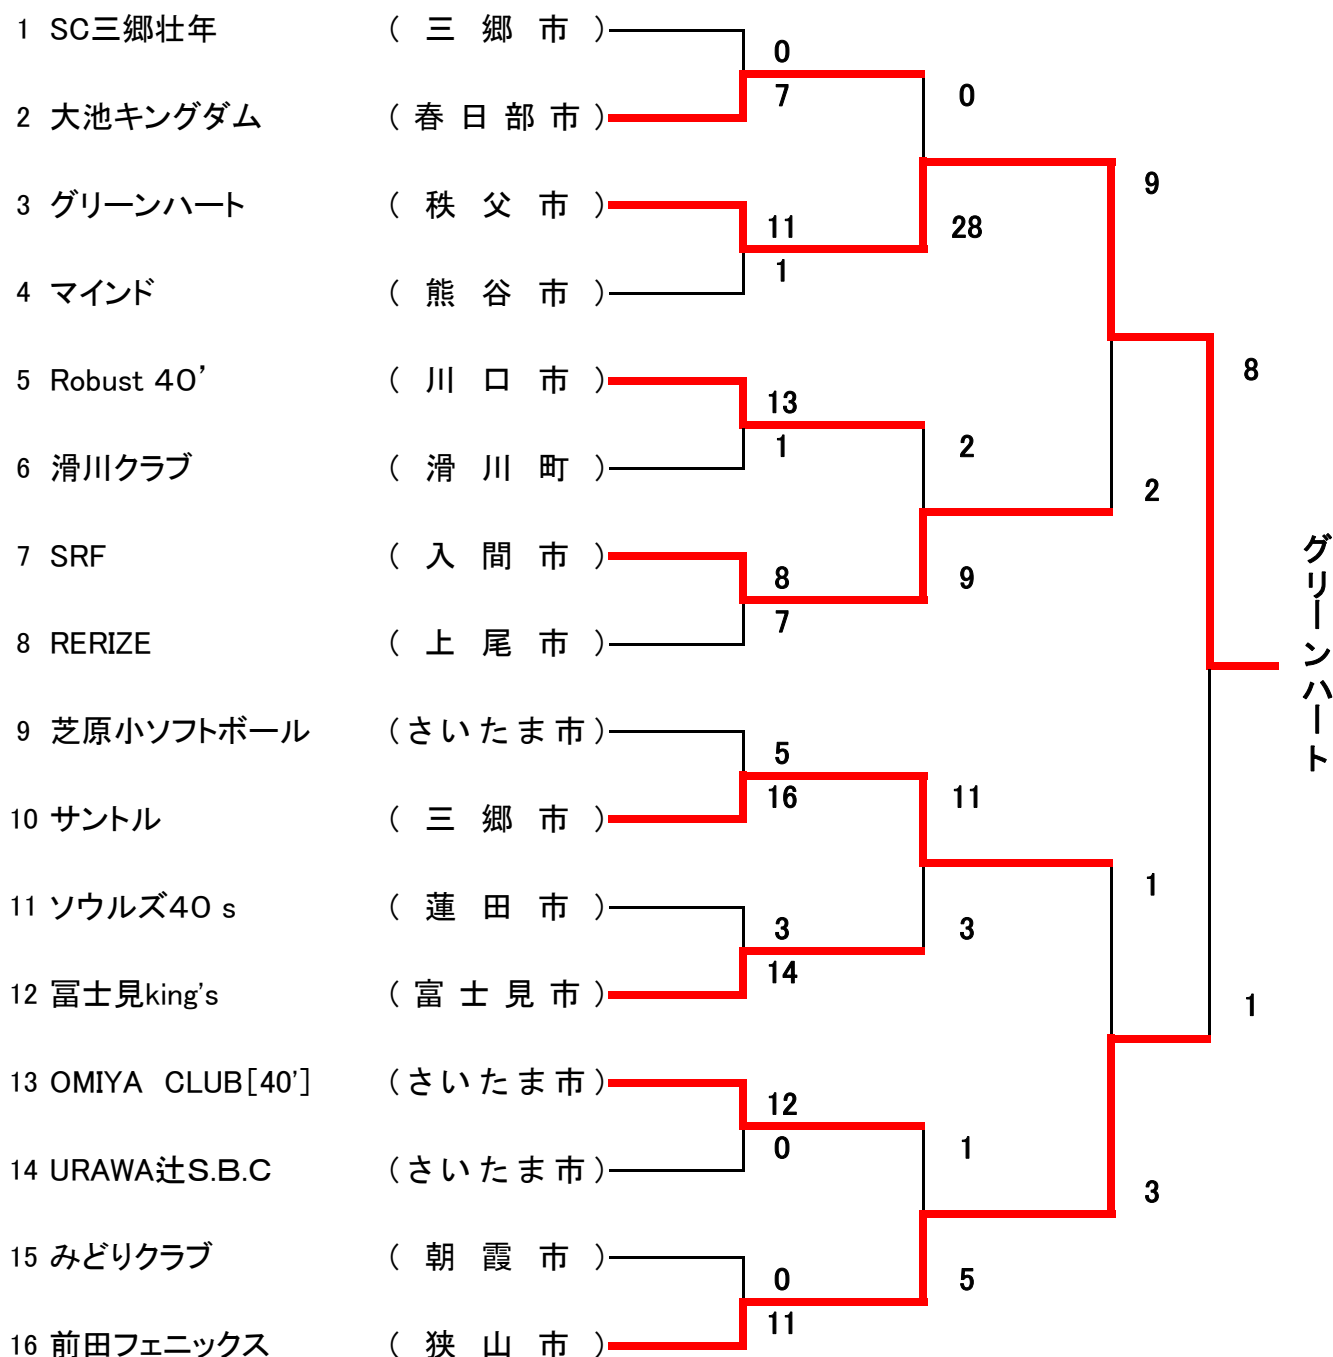 1 SC三郷壮年 ( 三 郷 市 )
0
7
2 大池キングダム ( 春 日 部 市 )
0
9
3 グリーンハート ( 秩 父 市 )
11
28
1
4 マインド ( 熊 谷 市 )
5 Robust 40’ ( 川 口 市 )
8
13
1
2
6 滑川クラブ ( 滑 川 町 )
2
7 SRF ( 入 間 市 )
8
9
7
8 RERIZE ( 上 尾 市 )
グリーンハート
9 芝原小ソフトボール (さいたま市)
5
16
11
10 サントル ( 三 郷 市 )
1
11 ソウルズ40 s ( 蓮 田 市 )
3
3
14
12 冨士見king's ( 富 士 見 市 )
1
13 OMIYA CLUB[40'] (さいたま市)
12
0
1
14 URAWA辻S.B.C (さいたま市)
3
15 みどりクラブ ( 朝 霞 市 )
0
5
11
16 前田フェニックス ( 狭 山 市 )